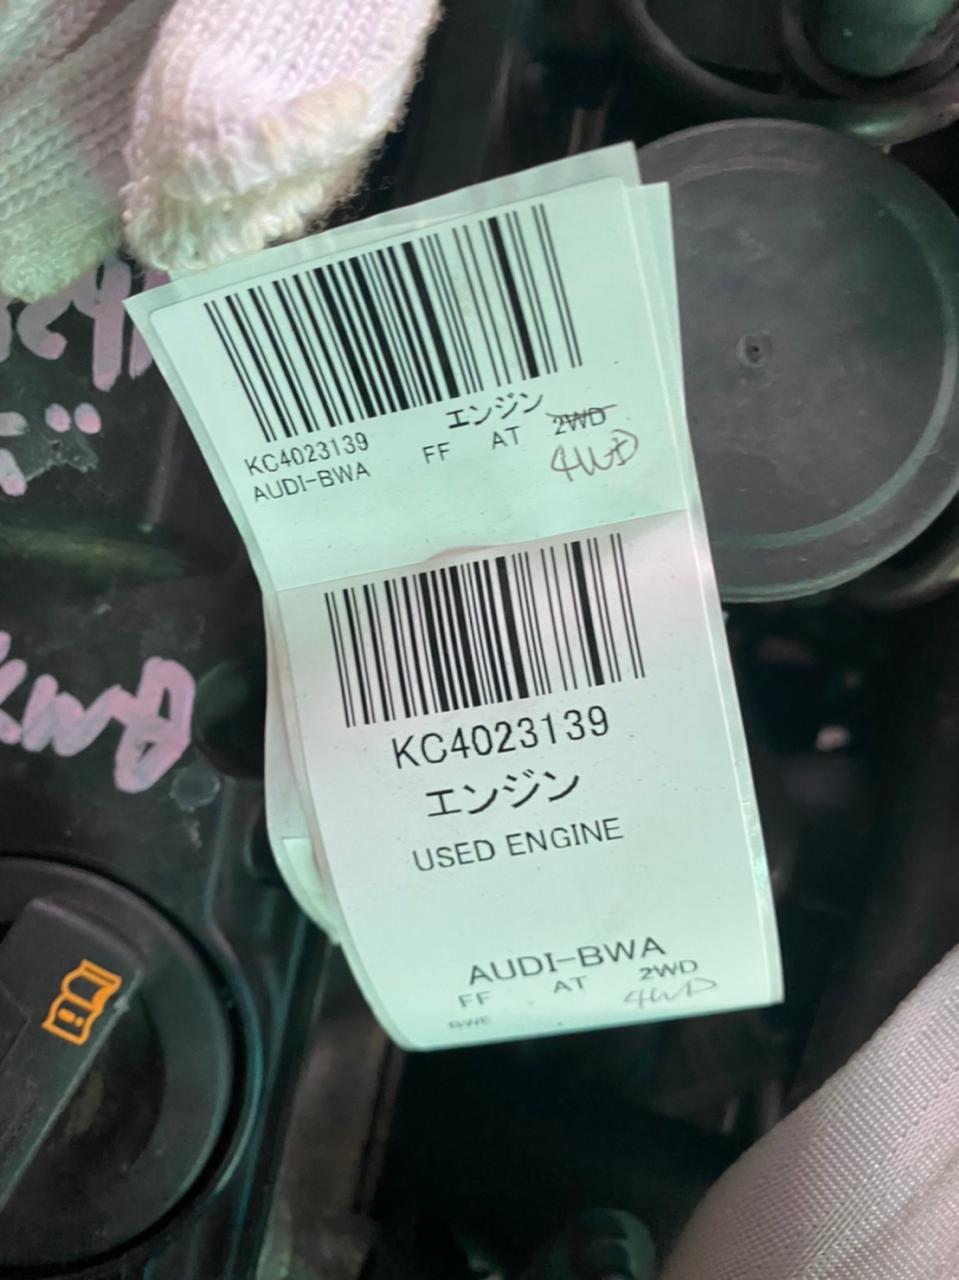 エンジン 2WD
KC4023139 FF AT 4WD
AUDI-BWA
KC4023139
エンジン
USED ENGINE
AUDI-BWA
FF AT 2WD
4WD
BWE